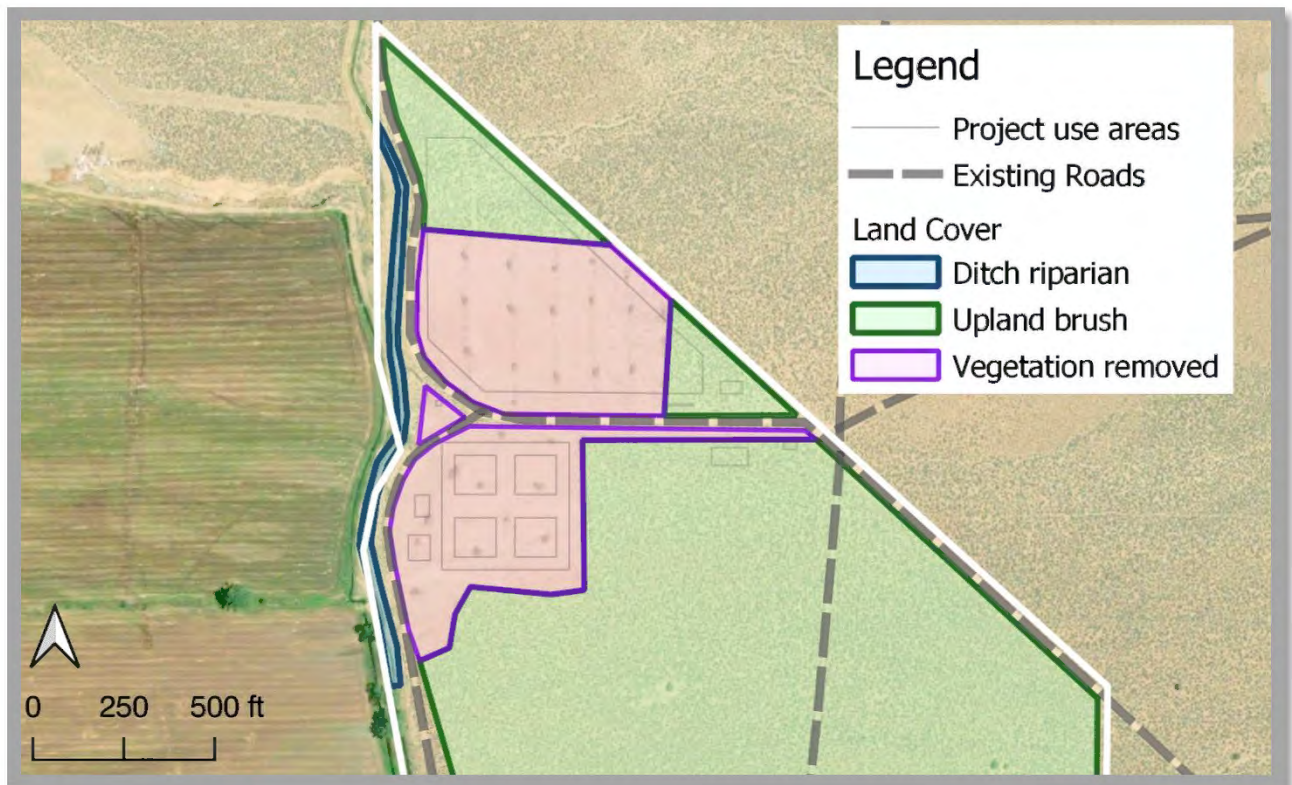 Legend
Project use areas
Existing Roads
Land Cover
Ditch riparian
Upland brush
Vegetation removed
0 250 500 ft